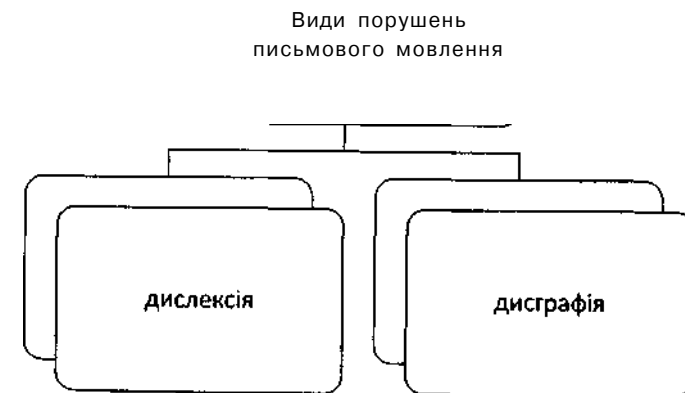 Види порушень
письмового мовлення
дислексія
дисграфія